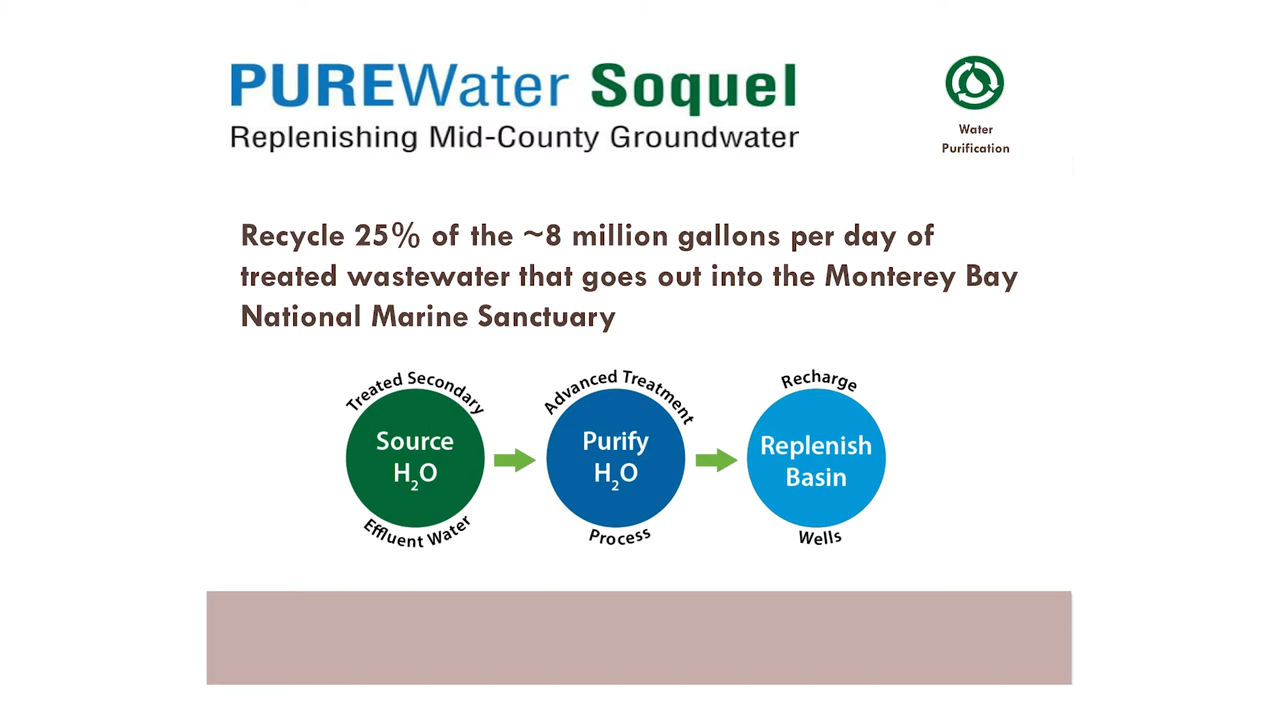 PUREWater Soquel
Replenishing Mid-County Groundwater
Water
Purification
Recycle 25% of the ~8 million gallons per day of
treated wastewater that goes out into the Monterey Bay
National Marine Sanctuary
Treated Secondary
Source
H₂O
Effluent Water
Advanced Treatment
Purify
H₂O
Process
Recharge
Replenish
Basin
Wells